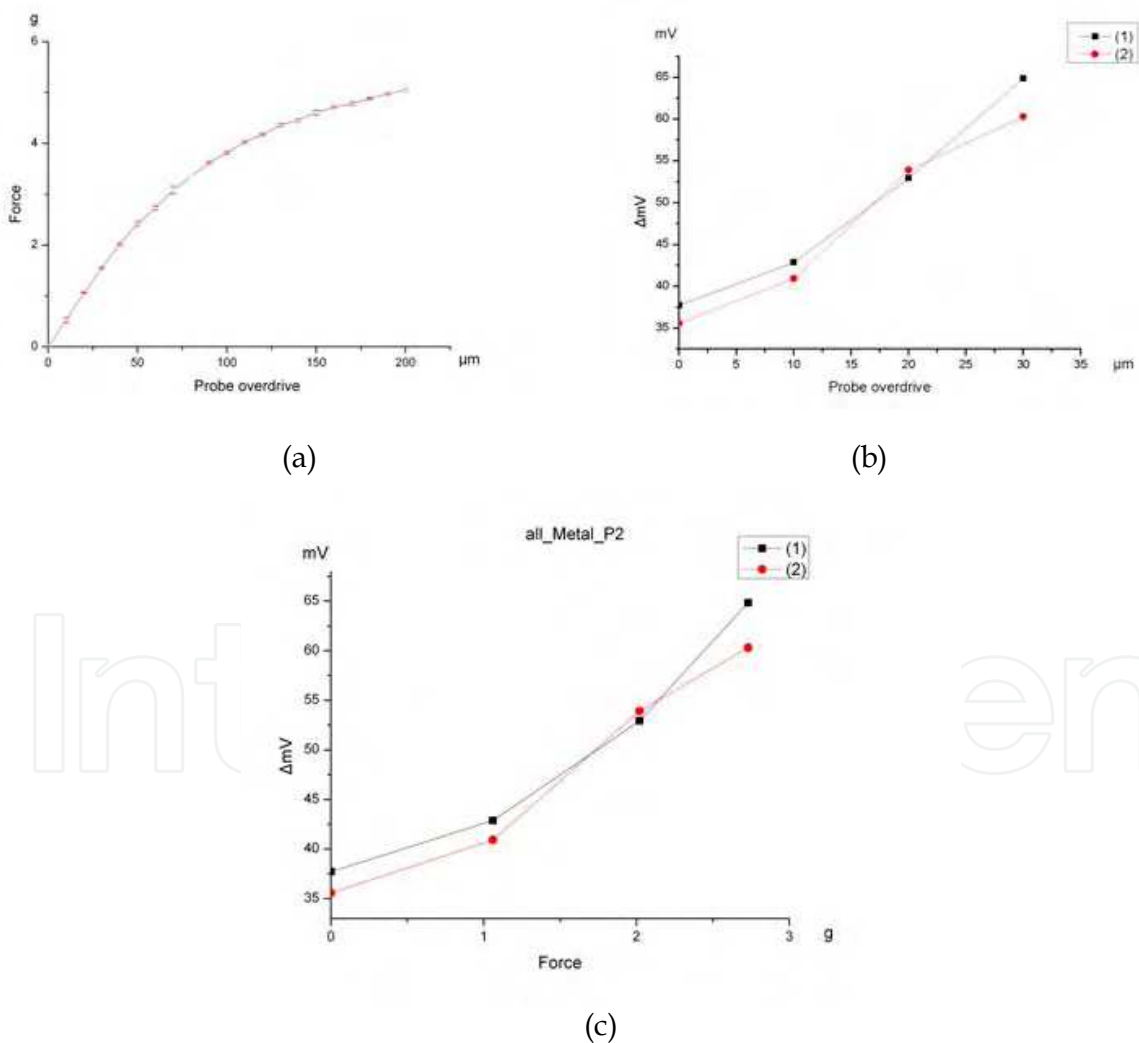 g
6
4
2
0
Force
0 50 100 150 200 μm
Probe overdrive
(a)
mV
(1)
(2)
65
60
55
50
45
40
35
ΔmV
0 5 10 15 20 25 30 35 μm
Probe overdrive
(b)
all_Metal_P2
mV
(1)
(2)
65
60
55
50
45
40
35
ΔmV
0 1 2 3 g
Force
(c)